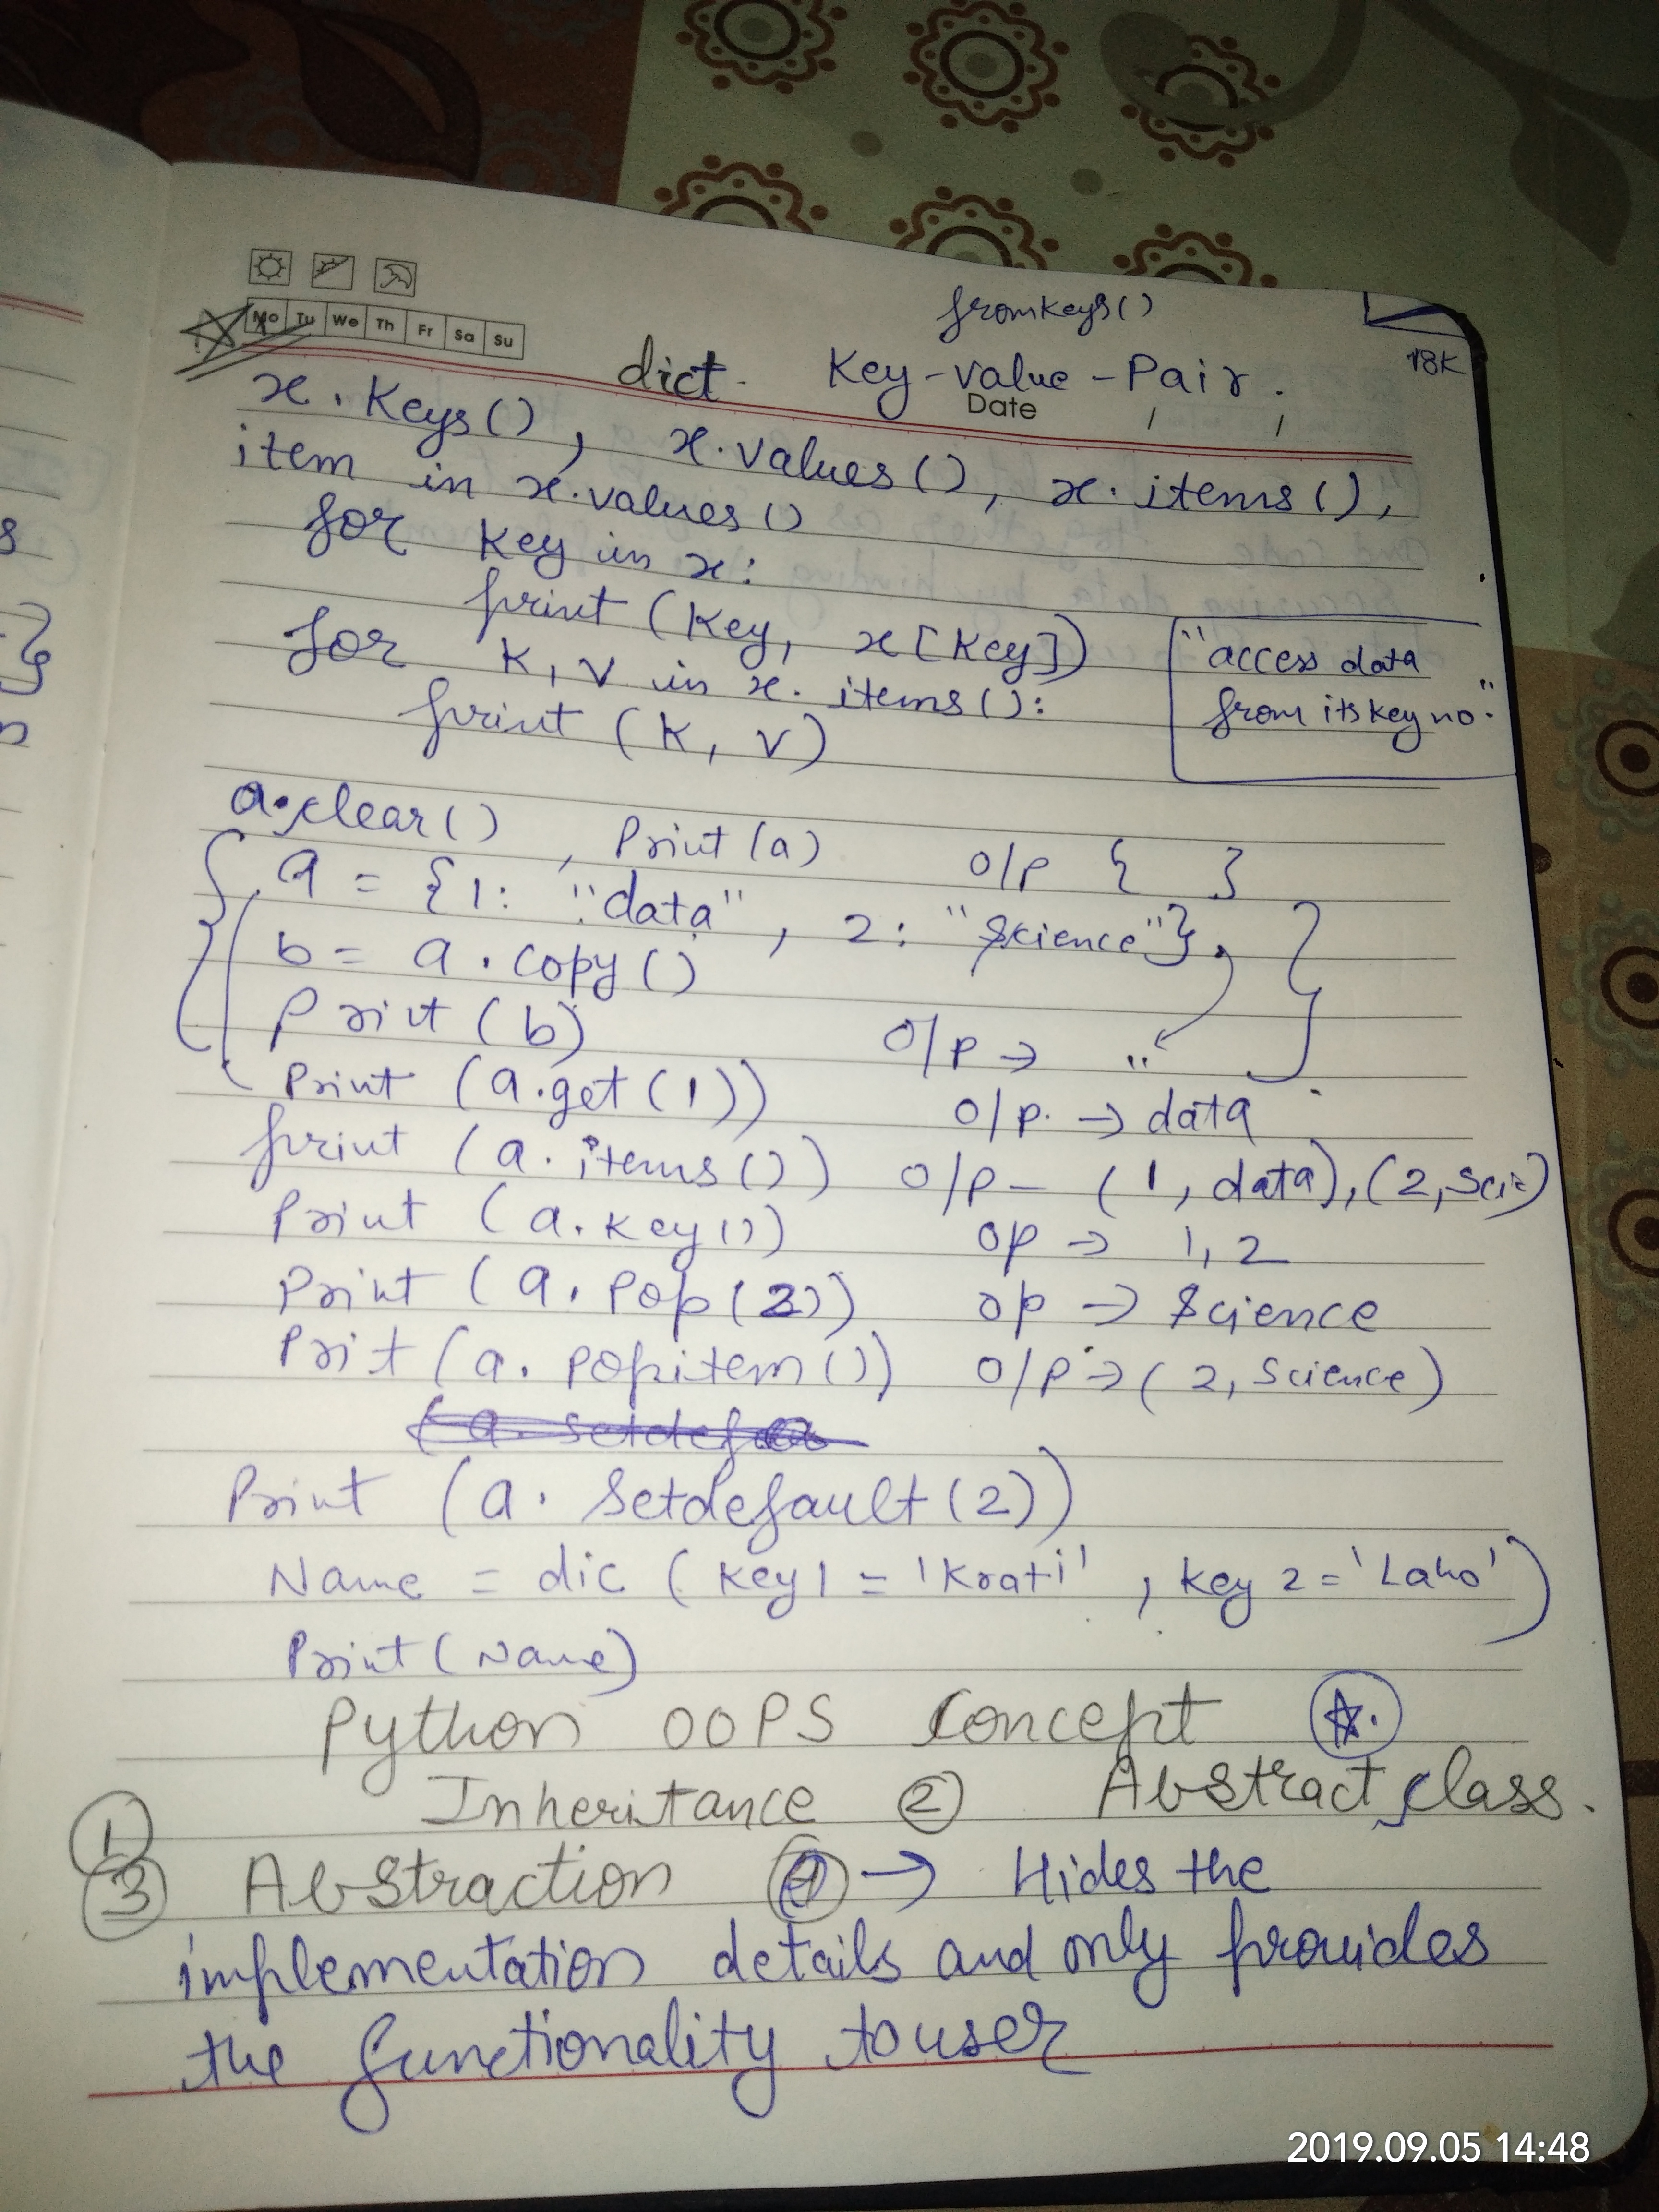 fromkeys()
Mo Tu We Th Fr Sa Su
dict. Key-value-Pair.
18K
Date
x.Keys(), x.values(), x.items(),
item in x.values()
for Key in x:
print (Key, x[Key])
for K, V in x.items():
print (K, V)
"access data
from its key no."
a.clear() , Print (a) o/p { }
a = {1: "data", 2: "Science"},
b = a.copy()
Print (b) O/P → "
Print (a.get(1)) O/P. → data
print (a.items()) O/P - (1, data), (2, Sci)
Print (a.Key()) OP → 1, 2
Print (a.Pop(2)) OP → Science
Prit (a.Popitem()) O/P → (2, Science)
(a. setdefa
Print (a. Setdefault (2))
Name = dic (Key1 = 'Krati' , Key 2 = 'Laho')
Print (Name)
Python OOPS Concept
1 Inheritance 2 Abstract class.
3 Abstraction → Hides the
implementation details and only provides
the functionality to user
2019.09.05 14:48